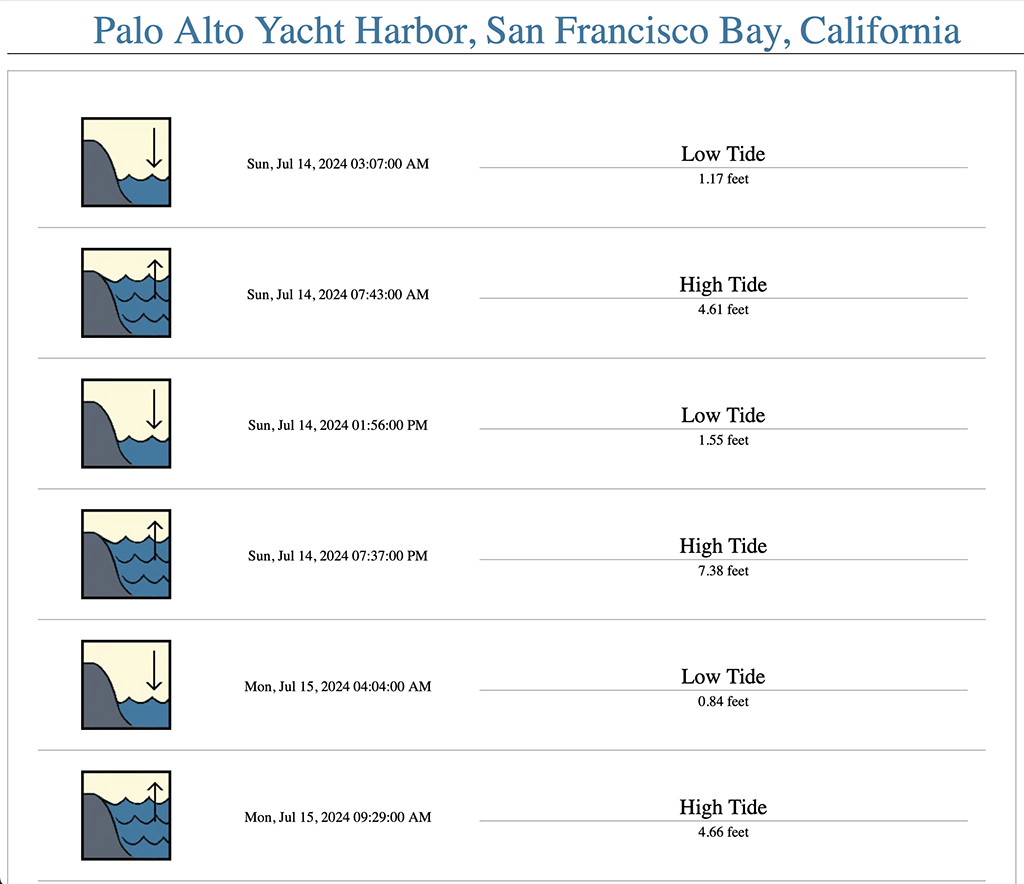 Palo Alto Yacht Harbor, San Francisco Bay, California
Sun, Jul 14, 2024 03:07:00 AM
Low Tide
1.17 feet
Sun, Jul 14, 2024 07:43:00 AM
High Tide
4.61 feet
Sun, Jul 14, 2024 01:56:00 PM
Low Tide
1.55 feet
Sun, Jul 14, 2024 07:37:00 PM
High Tide
7.38 feet
Mon, Jul 15, 2024 04:04:00 AM
Low Tide
0.84 feet
Mon, Jul 15, 2024 09:29:00 AM
High Tide
4.66 feet